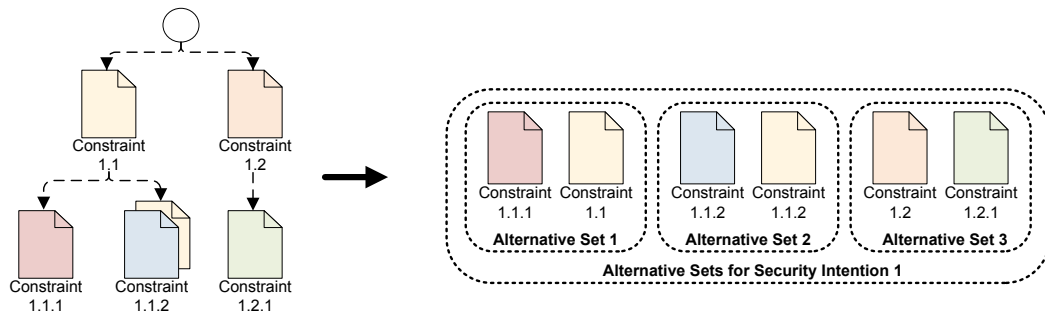 Constraint
1.1
Constraint
1.2
Constraint
1.1.1
Constraint
1.1.2
Constraint
1.2.1
Constraint
1.1.1
Constraint
1.1
Alternative Set 1
Constraint
1.1.2
Constraint
1.1.2
Alternative Set 2
Constraint
1.2
Constraint
1.2.1
Alternative Set 3
Alternative Sets for Security Intention 1